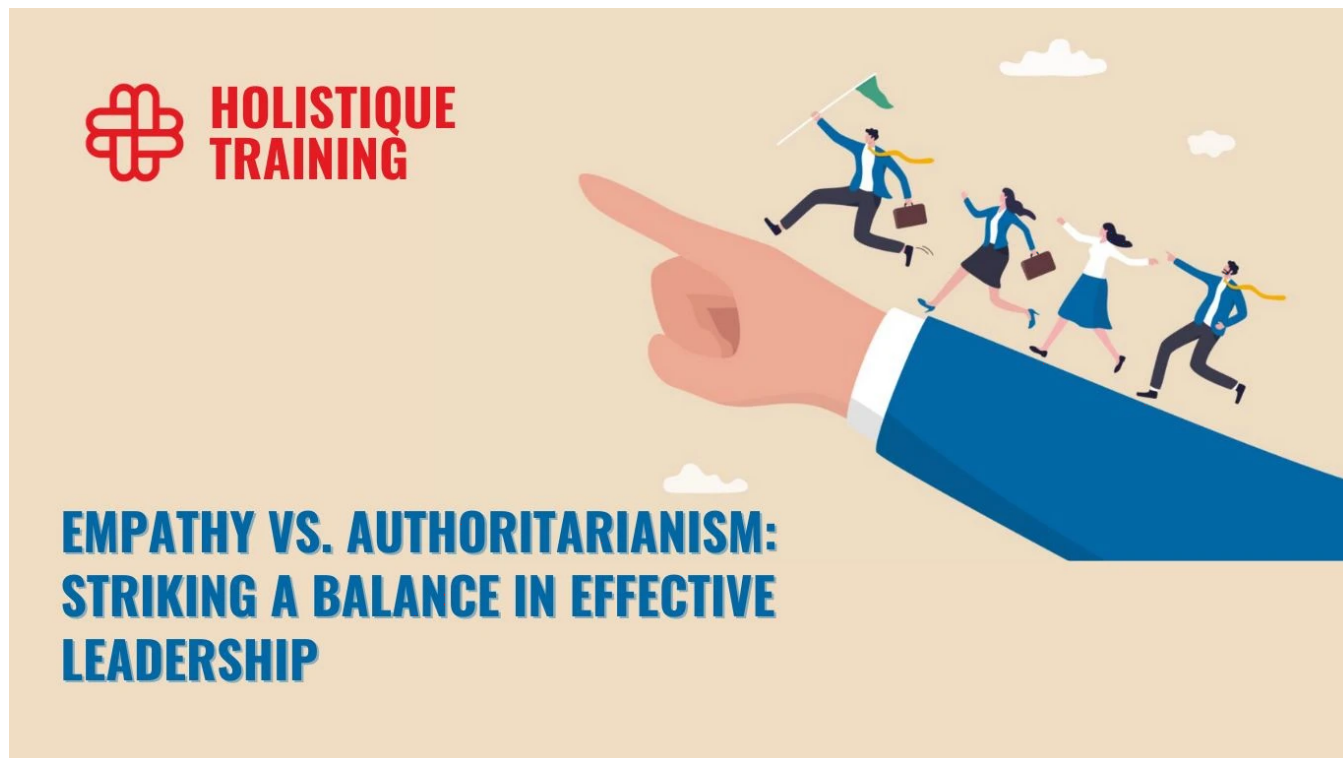 HOLISTIQUE
TRAINING
EMPATHY VS. AUTHORITARIANISM:
STRIKING A BALANCE IN EFFECTIVE
LEADERSHIP